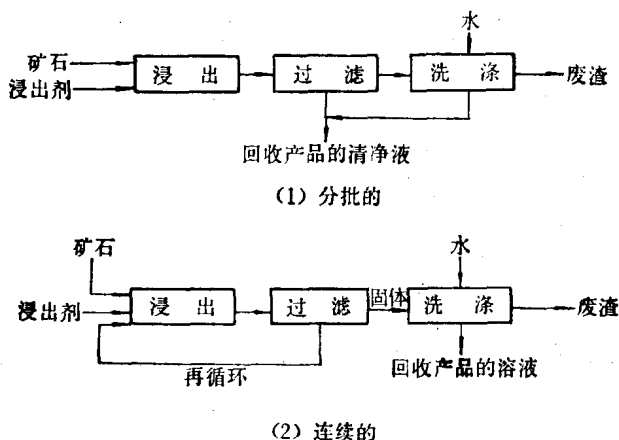 水
矿石
浸出剂
浸出
过滤
洗涤
废渣
回收产品的清净液
（1）分批的
矿石
水
浸出剂
浸出
过滤
固体
洗涤
废渣
再循环
回收产品的溶液
（2）连续的